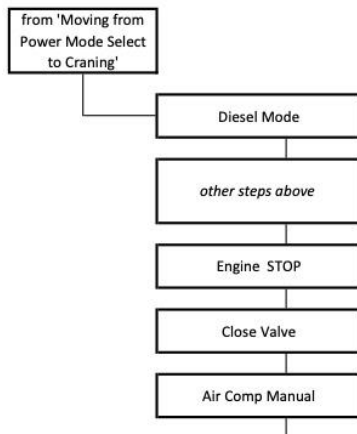 from 'Moving from
Power Mode Select
to Craning'
Diesel Mode
other steps above
Engine STOP
Close Valve
Air Comp Manual